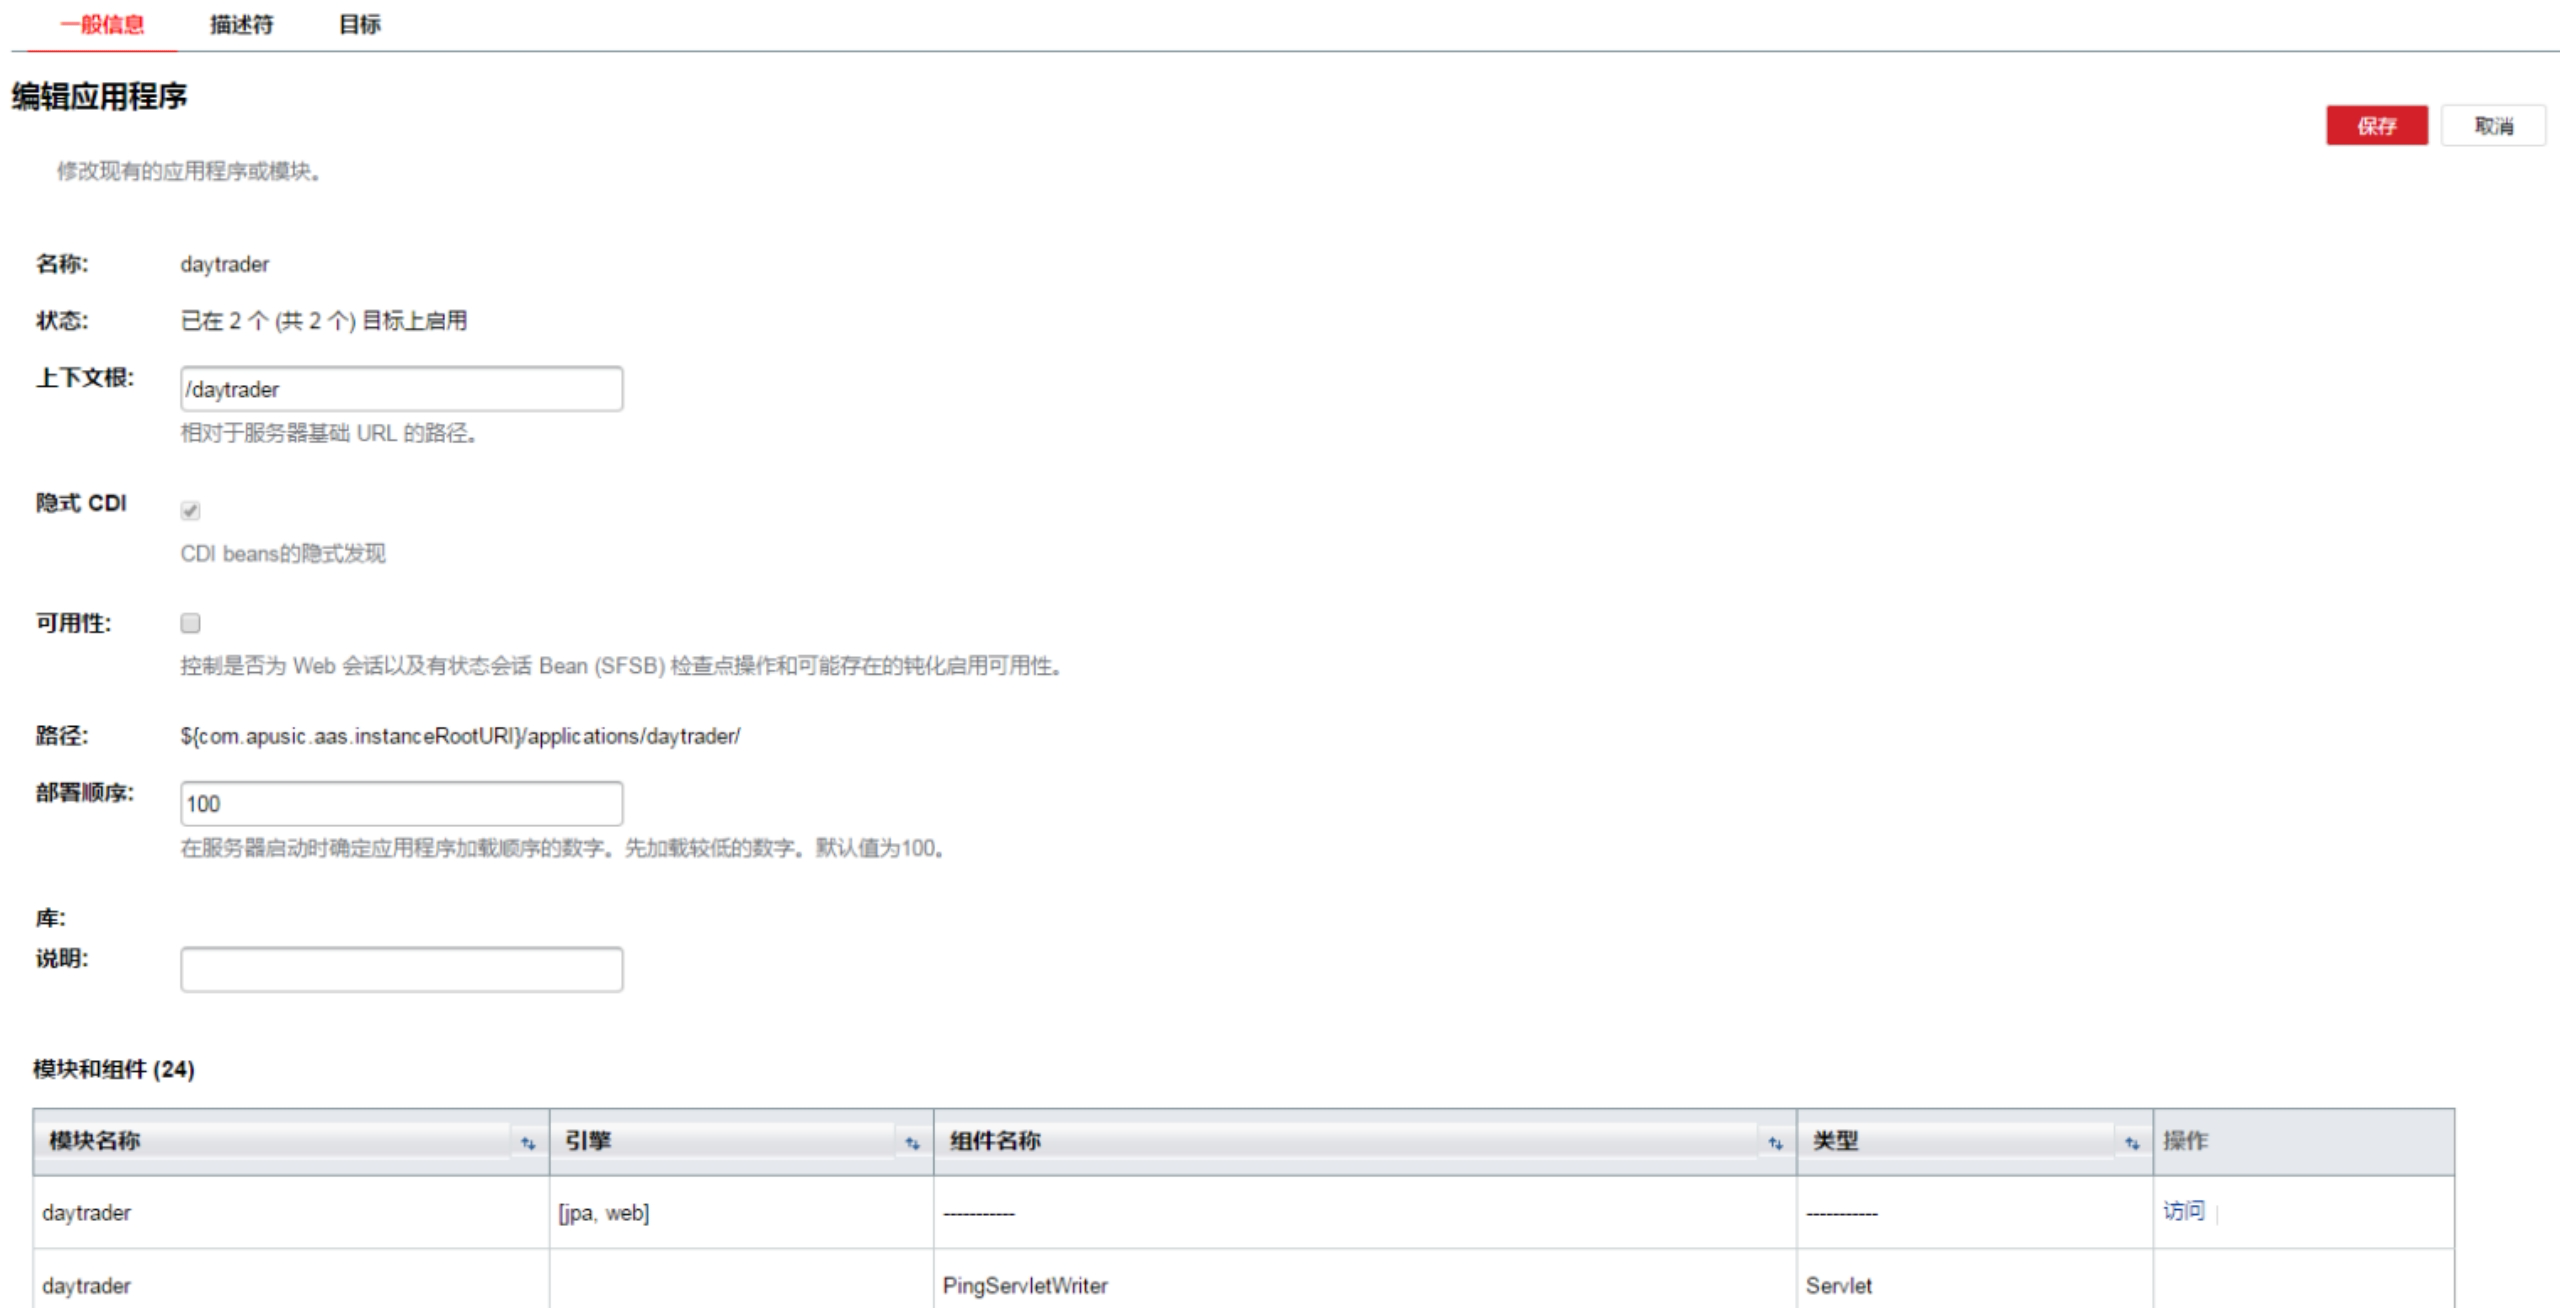 一般信息 描述符 目标
编辑应用程序
保存 取消
修改现有的应用程序或模块。
名称: daytrader
状态: 已在 2 个 (共 2 个) 目标上启用
上下文根: /daytrader
相对于服务器基础 URL 的路径。
隐式 CDI
CDI beans的隐式发现
可用性:
控制是否为 Web 会话以及有状态会话 Bean (SFSB) 检查点操作和可能存在的钝化启用可用性。
路径: ${com.apusic.aas.instanceRootURI}/applications/daytrader/
部署顺序: 100
在服务器启动时确定应用程序加载顺序的数字。先加载较低的数字。默认值为100。
库:
说明:
模块和组件 (24)
模块名称 引擎 组件名称 类型 操作
daytrader [jpa, web] ----------- ----------- 访问
daytrader PingServletWriter Servlet